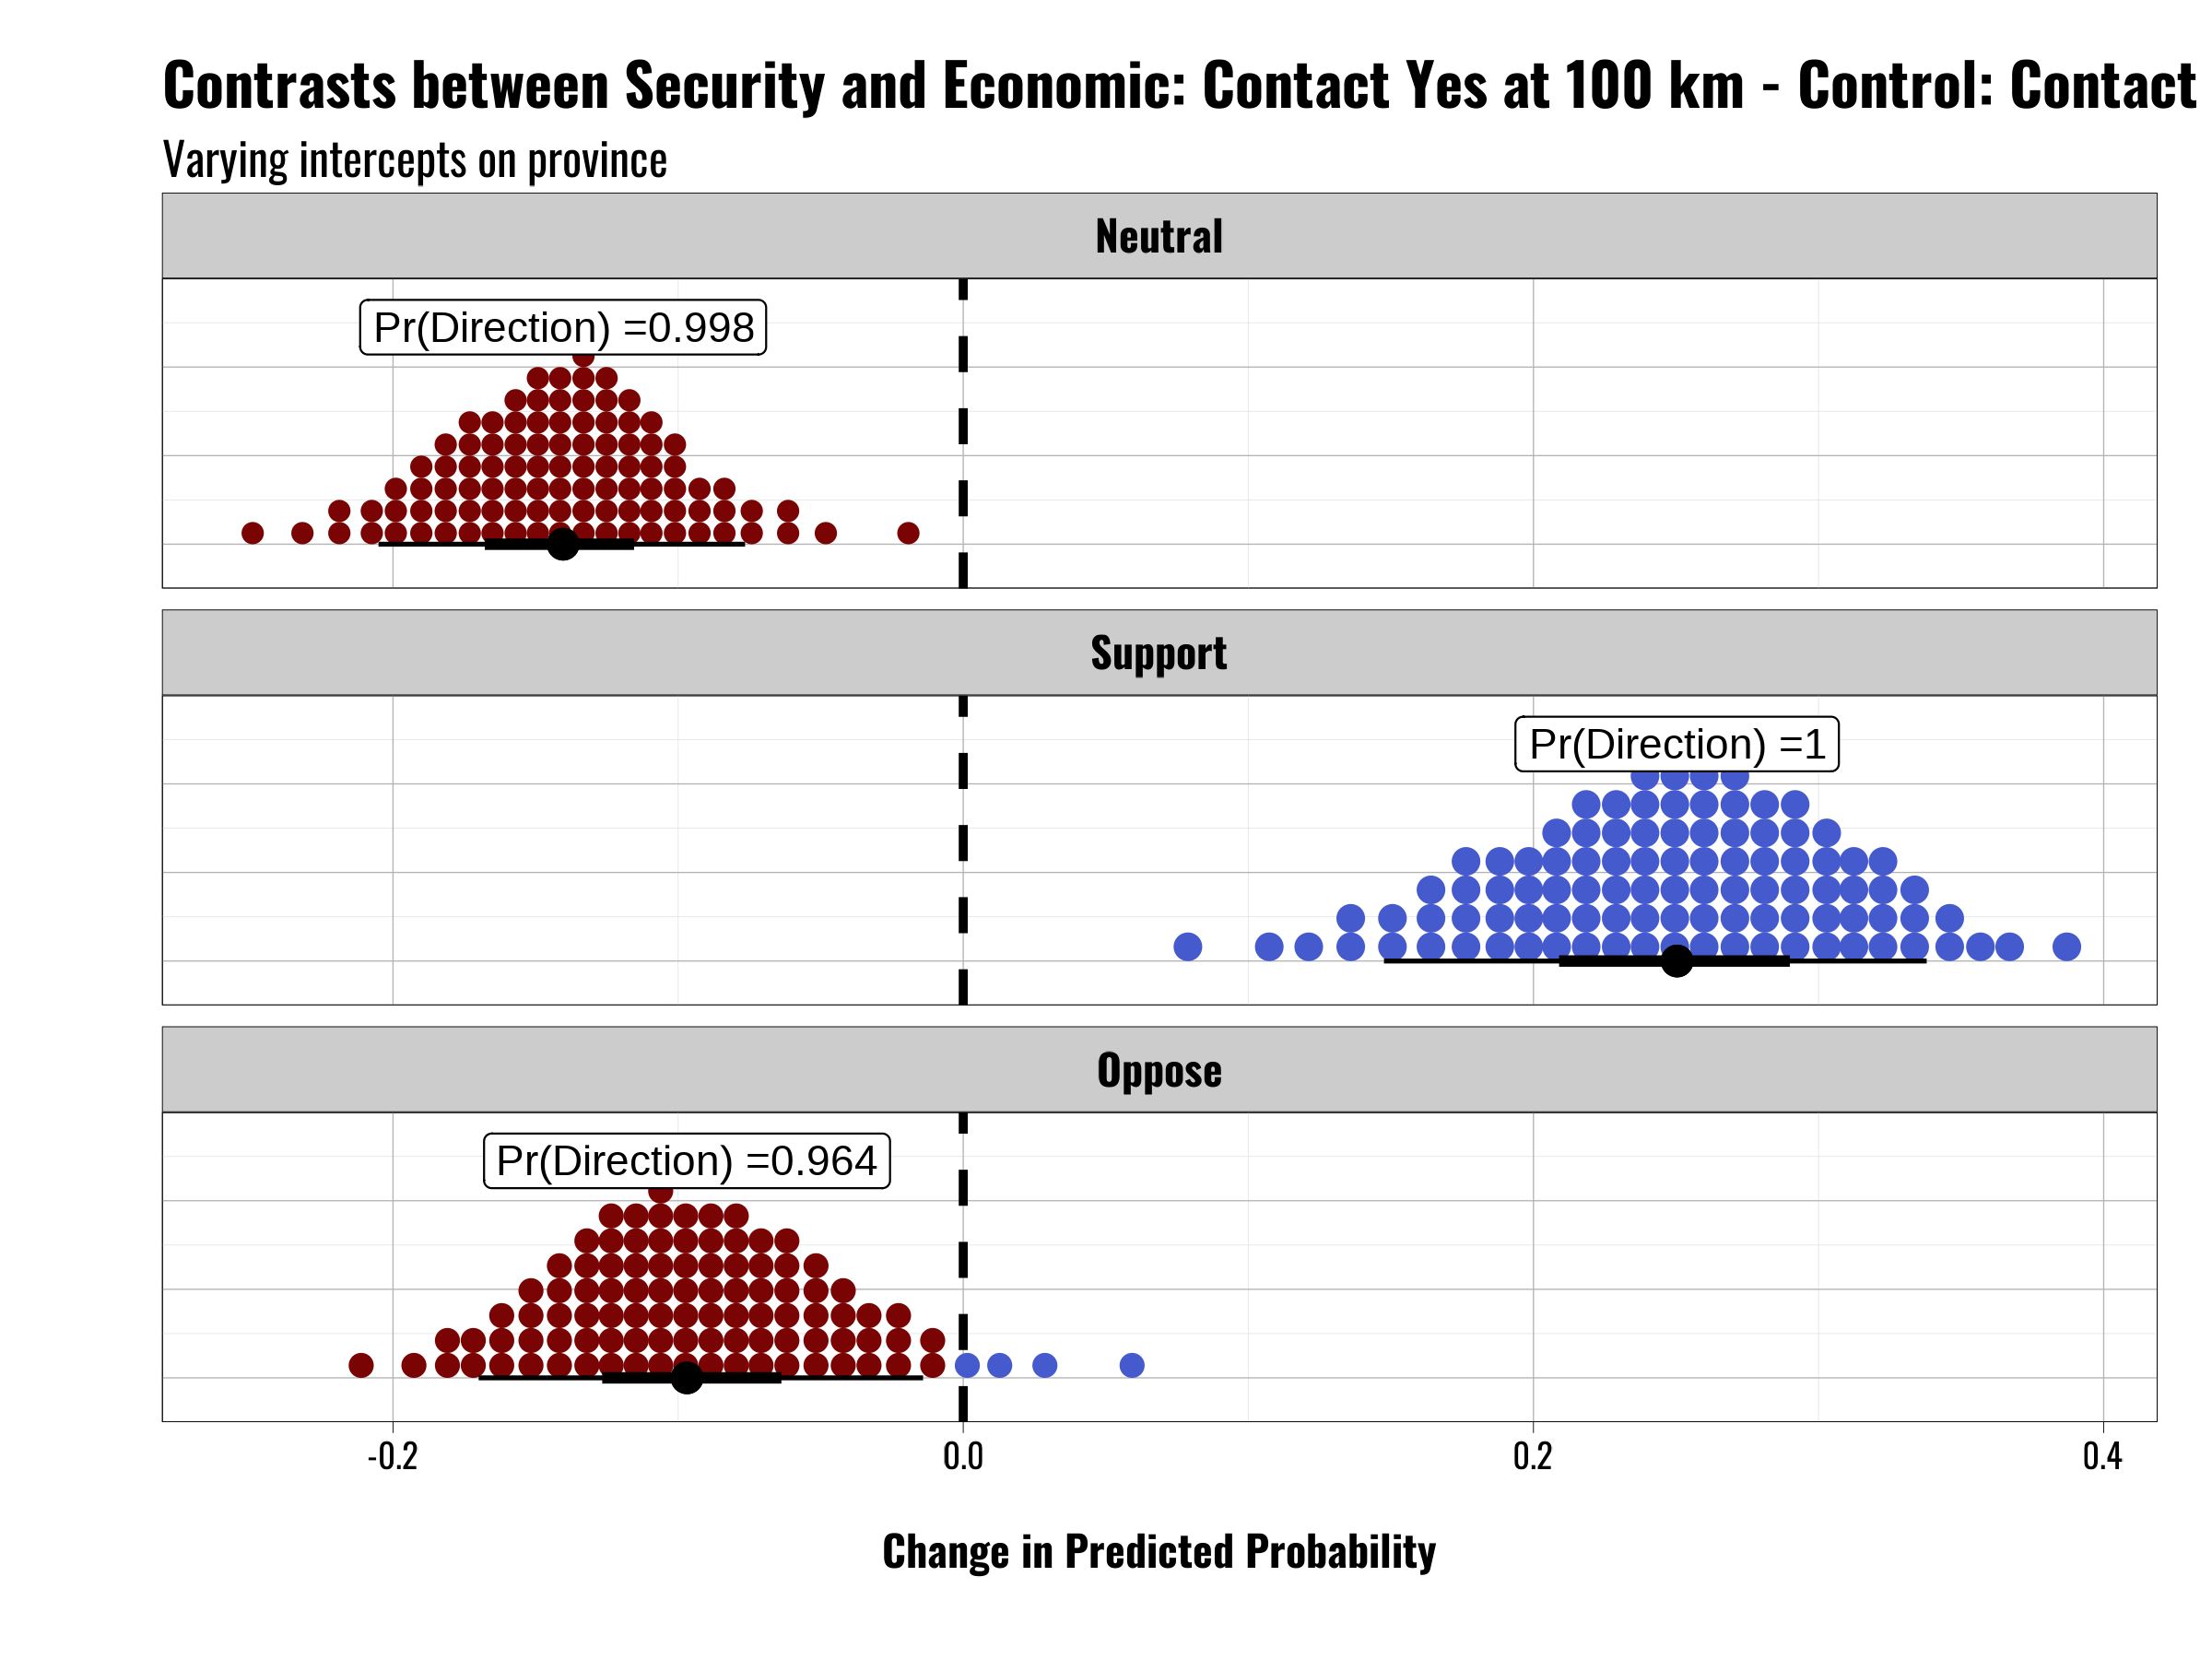 Contrasts between Security and Economic: Contact Yes at 100 km - Control: Contact
Varying intercepts on province
Neutral
Pr(Direction) =0.998
Support
Pr(Direction) =1
Oppose
Pr(Direction) =0.964
-0.2 0.0 0.2 0.4
Change in Predicted Probability